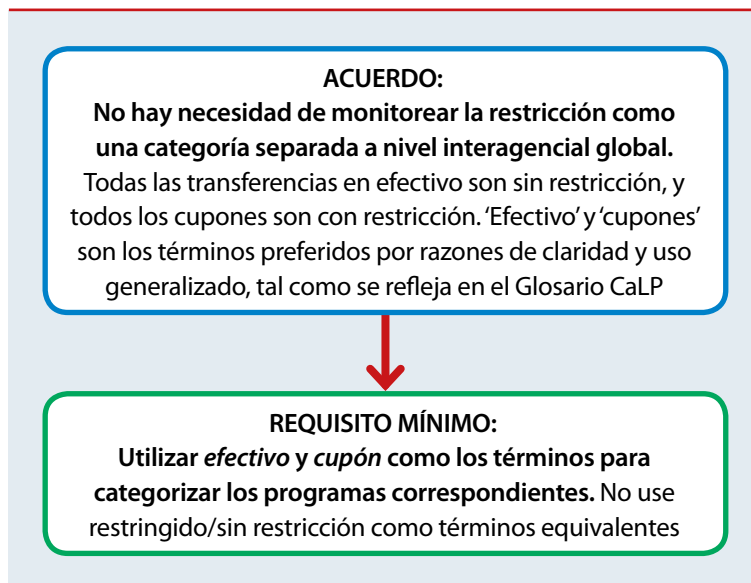 ACUERDO:
No hay necesidad de monitorear la restricción como
una categoría separada a nivel interagencial global.
Todas las transferencias en efectivo son sin restricción, y
todos los cupones son con restricción. ‘Efectivo’ y ‘cupones’
son los términos preferidos por razones de claridad y uso
generalizado, tal como se refleja en el Glosario CaLP
REQUISITO MÍNIMO:
Utilizar efectivo y cupón como los términos para
categorizar los programas correspondientes. No use
restringido/sin restricción como términos equivalentes